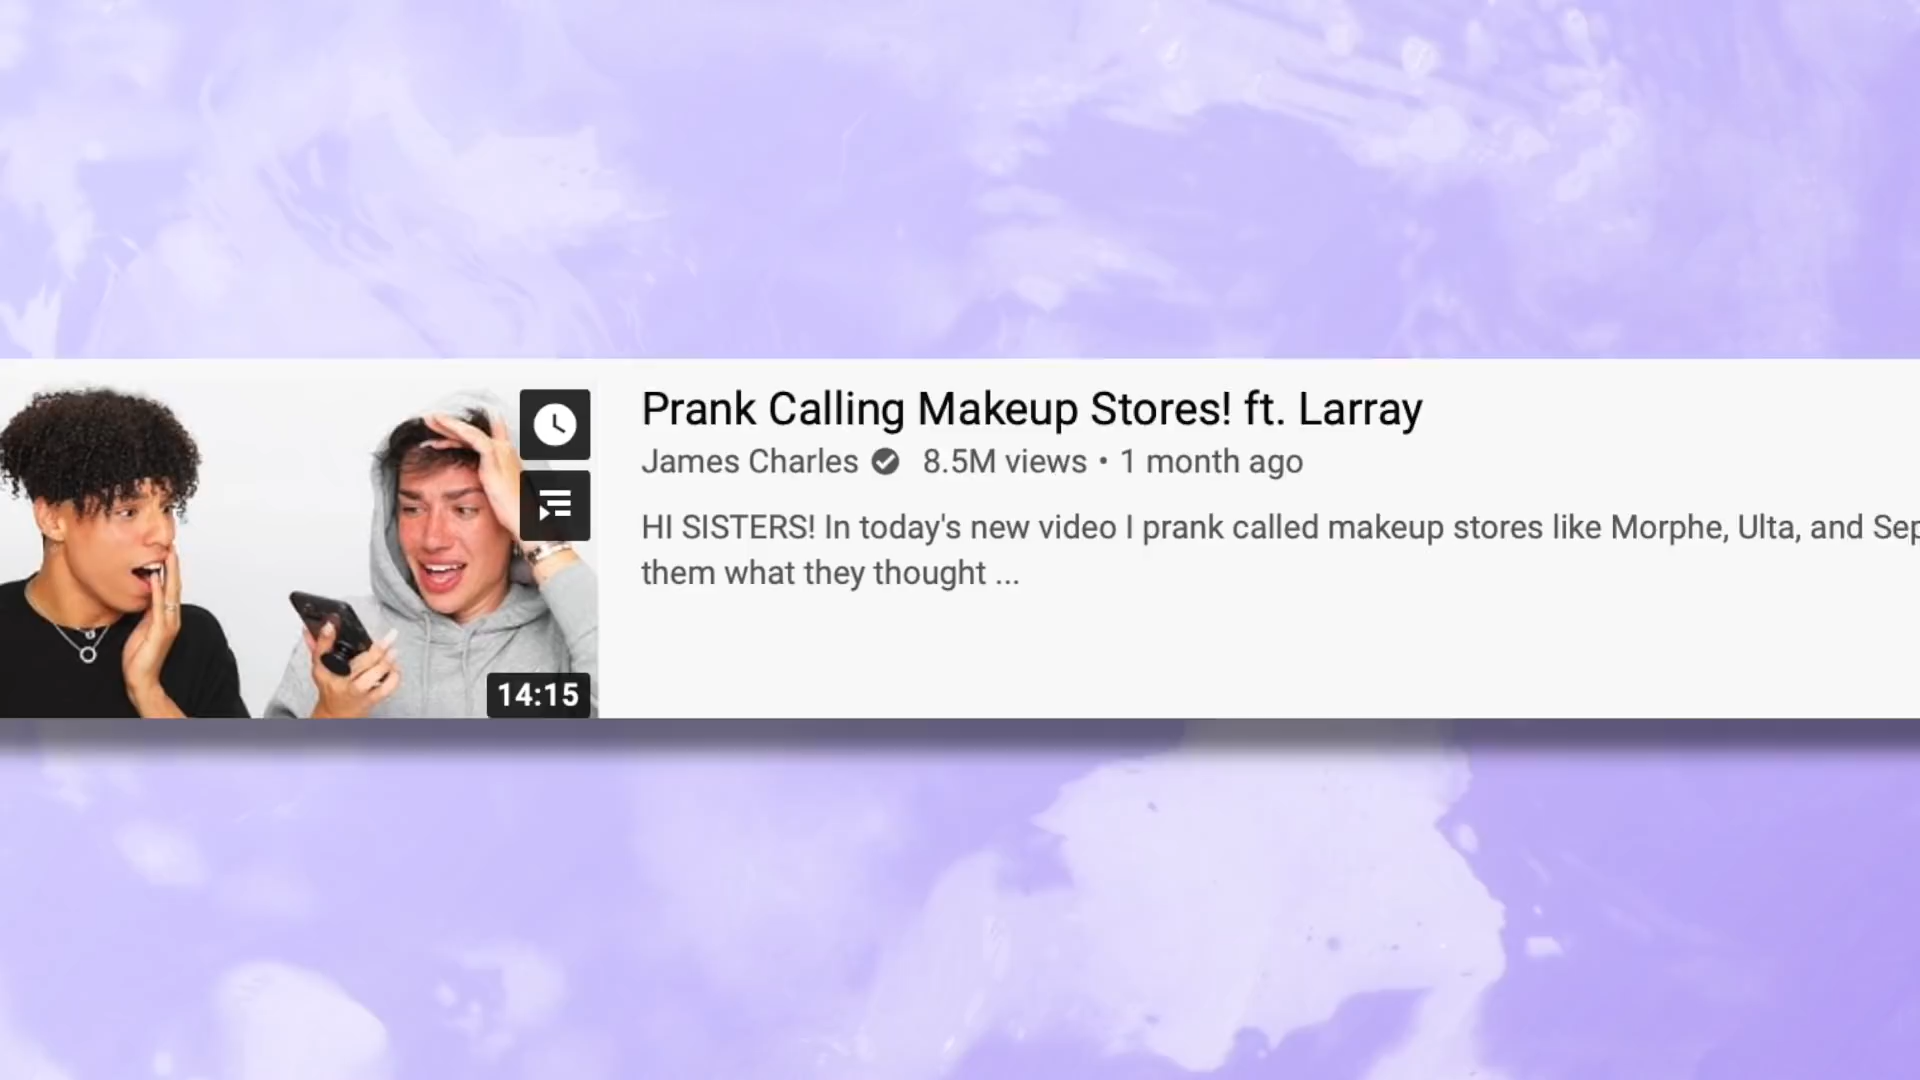 Prank Calling Makeup Stores! ft. Larray
James Charles 8.5M views • 1 month ago
HI SISTERS! In today's new video I prank called makeup stores like Morphe, Ulta, and Sep
them what they thought ...
14:15